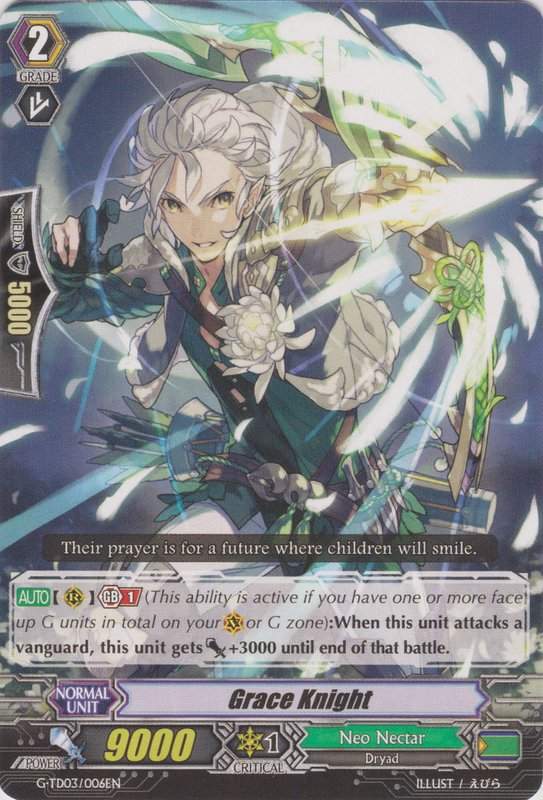 2
GRADE
SHIELD
5000
Their prayer is for a future where children will smile.
AUTO [ R ] GB 1 (This ability is active if you have one or more face
up G units in total on your V or G zone):When this unit attacks a
vanguard, this unit gets +3000 until end of that battle.
NORMAL
UNIT
Grace Knight
POWER
9000
1
CRITICAL
Neo Nectar
Dryad
G-TD03/006EN
ILLUST / えびら